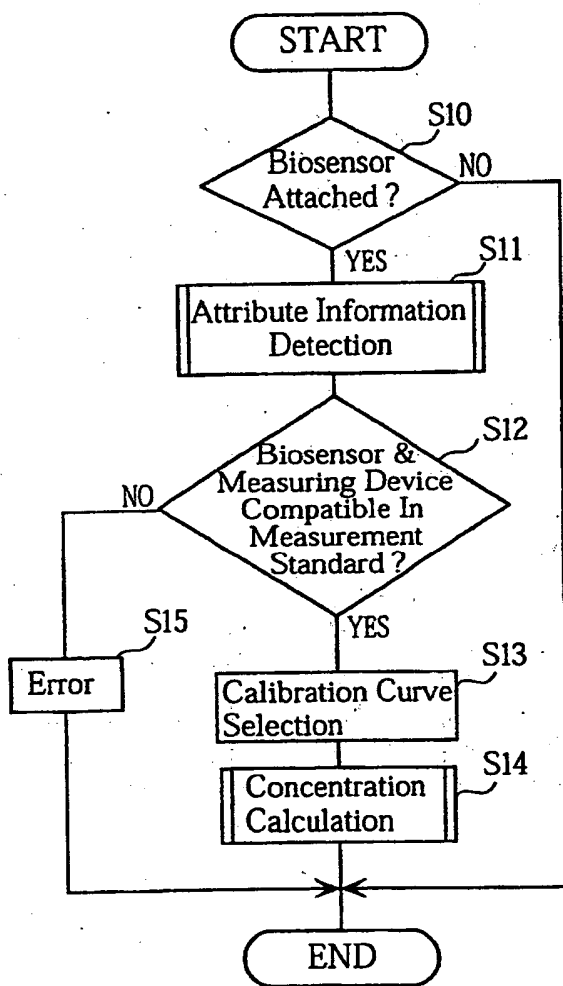 START
S10
Biosensor
Attached ?
NO
YES
S11
Attribute Information
Detection
S12
Biosensor &
Measuring Device
Compatible In
Measurement
Standard ?
NO
YES
S15
Error
S13
Calibration Curve
Selection
S14
Concentration
Calculation
END